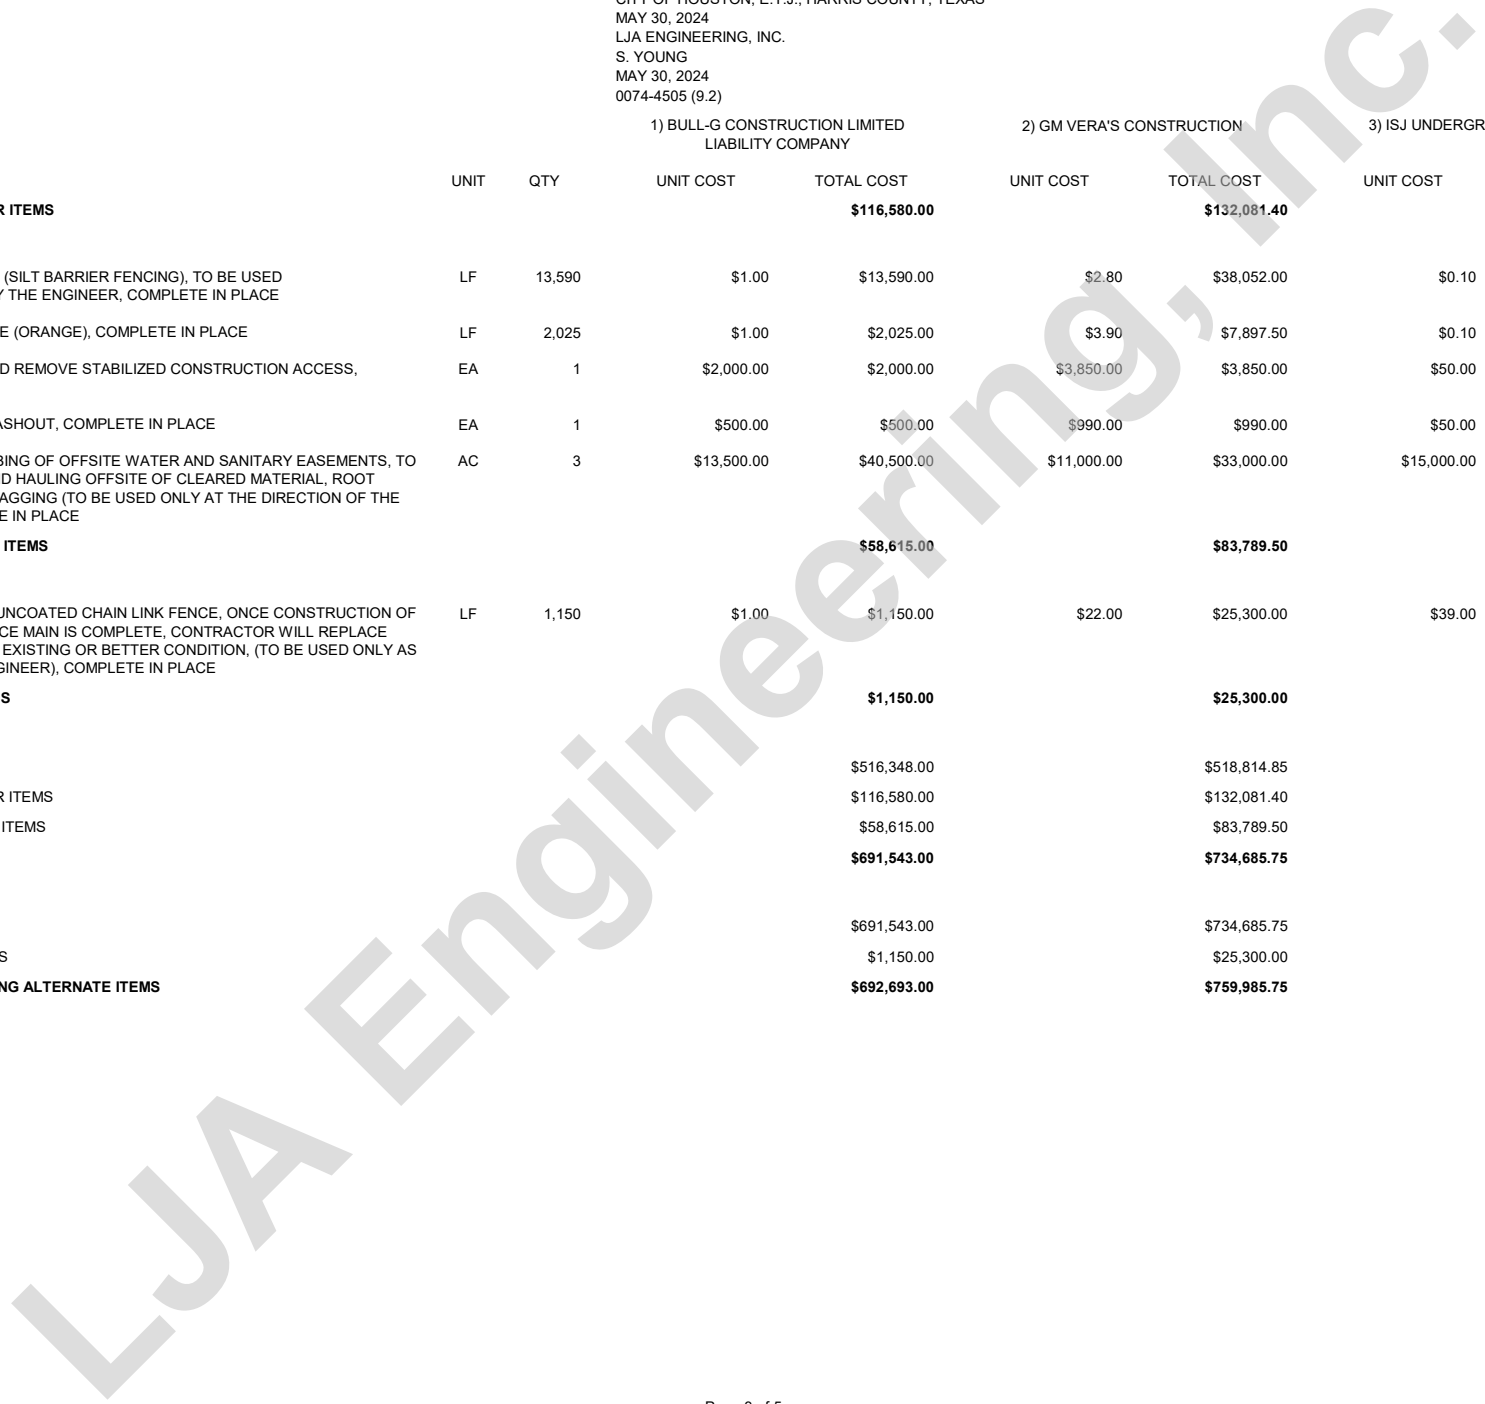 CITY OF HOUSTON, E.T.J., HARRIS COUNTY, TEXAS
MAY 30, 2024
LJA ENGINEERING, INC.
S. YOUNG
MAY 30, 2024
0074-4505 (9.2)
1) BULL-G CONSTRUCTION LIMITED LIABILITY COMPANY 2) GM VERA'S CONSTRUCTION 3) ISJ UNDERGR
UNIT QTY UNIT COST TOTAL COST UNIT COST TOTAL COST UNIT COST
R ITEMS $116,580.00 $132,081.40
(SILT BARRIER FENCING), TO BE USED LF 13,590 $1.00 $13,590.00 $2.80 $38,052.00 $0.10
Y THE ENGINEER, COMPLETE IN PLACE
E (ORANGE), COMPLETE IN PLACE LF 2,025 $1.00 $2,025.00 $3.90 $7,897.50 $0.10
D REMOVE STABILIZED CONSTRUCTION ACCESS, EA 1 $2,000.00 $2,000.00 $3,850.00 $3,850.00 $50.00
ASHOUT, COMPLETE IN PLACE EA 1 $500.00 $500.00 $990.00 $990.00 $50.00
BING OF OFFSITE WATER AND SANITARY EASEMENTS, TO AC 3 $13,500.00 $40,500.00 $11,000.00 $33,000.00 $15,000.00
D HAULING OFFSITE OF CLEARED MATERIAL, ROOT
AGGING (TO BE USED ONLY AT THE DIRECTION OF THE
E IN PLACE
ITEMS $58,615.00 $83,789.50
UNCOATED CHAIN LINK FENCE, ONCE CONSTRUCTION OF LF 1,150 $1.00 $1,150.00 $22.00 $25,300.00 $39.00
CE MAIN IS COMPLETE, CONTRACTOR WILL REPLACE
EXISTING OR BETTER CONDITION, (TO BE USED ONLY AS
GINEER), COMPLETE IN PLACE
S $1,150.00 $25,300.00
$516,348.00 $518,814.85
R ITEMS $116,580.00 $132,081.40
ITEMS $58,615.00 $83,789.50
$691,543.00 $734,685.75
$691,543.00 $734,685.75
S $1,150.00 $25,300.00
NG ALTERNATE ITEMS $692,693.00 $759,985.75
LJA Engineering, Inc.